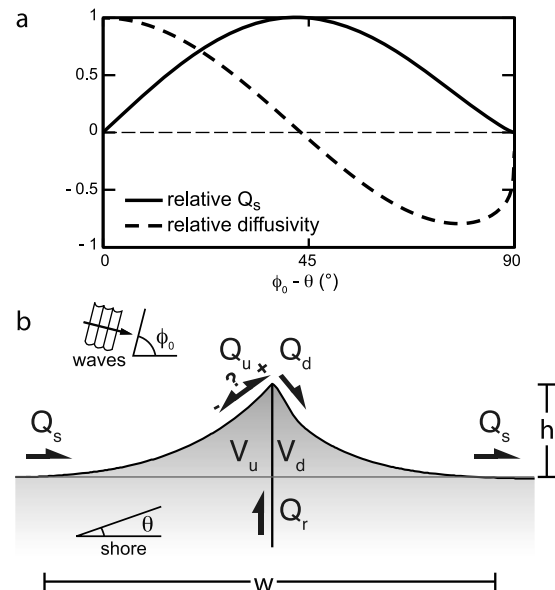 a
1
0.5
0
- 0.5
- 1
relative Qs
relative diffusivity
0 45 90
ϕ0 - θ (°)
b
waves
ϕ0
Qu Qd
- ? +
Qs Qs
h
Vu Vd
θ
shore
Qr
w